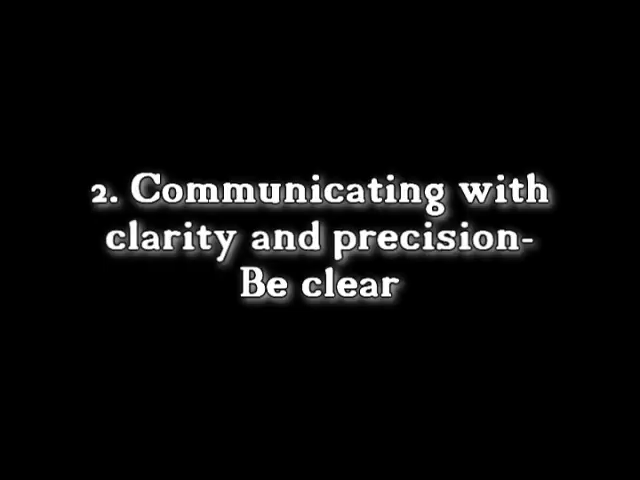 2. Communicating with
clarity and precision-
Be clear